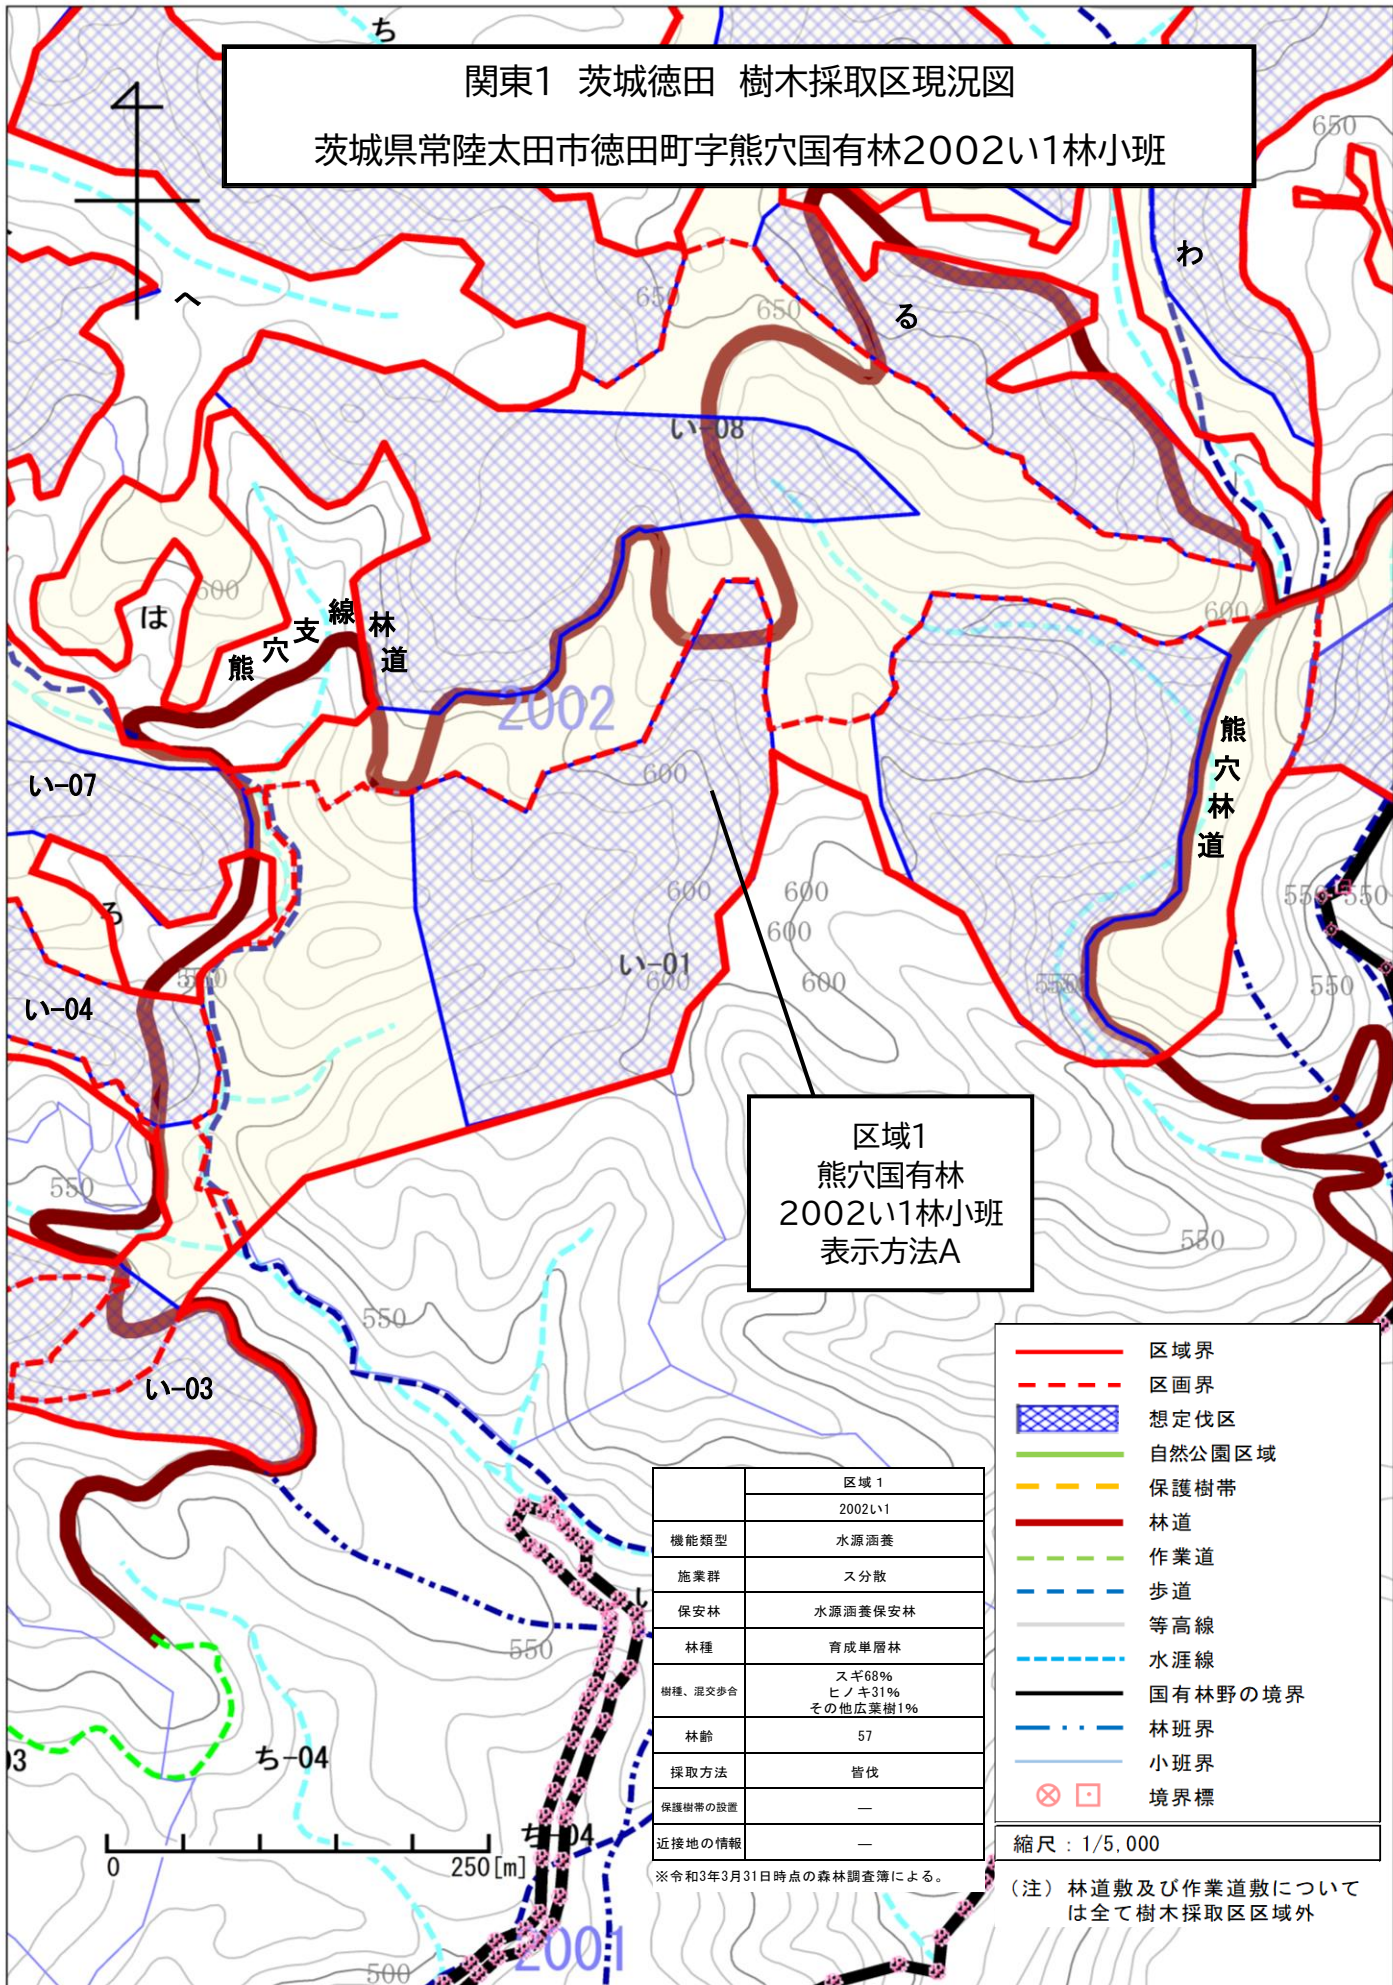 ち
関東1 茨城徳田 樹木採取区現況図
茨城県常陸太田市徳田町字熊穴国有林2002い1林小班
650
わ
へ
650
650
る
い-08
600
は
熊穴支線林道
600
2002
熊穴林道
い-07
600
ろ
600
600
600
い-01
600
600
550
550
550
550
い-04
550
区域1
熊穴国有林
2002い1林小班
表示方法A
550
550
550
い-03
区域界
区画界
想定伐区
自然公園区域
保護樹帯
林道
作業道
歩道
等高線
水涯線
国有林野の境界
林班界
小班界
境界標
縮尺：1/5,000
（注）林道敷及び作業道敷について
は全て樹木採取区区域外
区域1
2002い1
機能類型 水源涵養
施業群 ス分散
保安林 水源涵養保安林
林種 育成単層林
樹種、混交歩合 スギ68%
ヒノキ31%
その他広葉樹1%
林齢 57
採取方法 皆伐
保護樹帯の設置 ―
近接地の情報 ―
※令和3年3月31日時点の森林調査簿による。
550
03
ち-04
ち-04
0 250[m]
2001
500